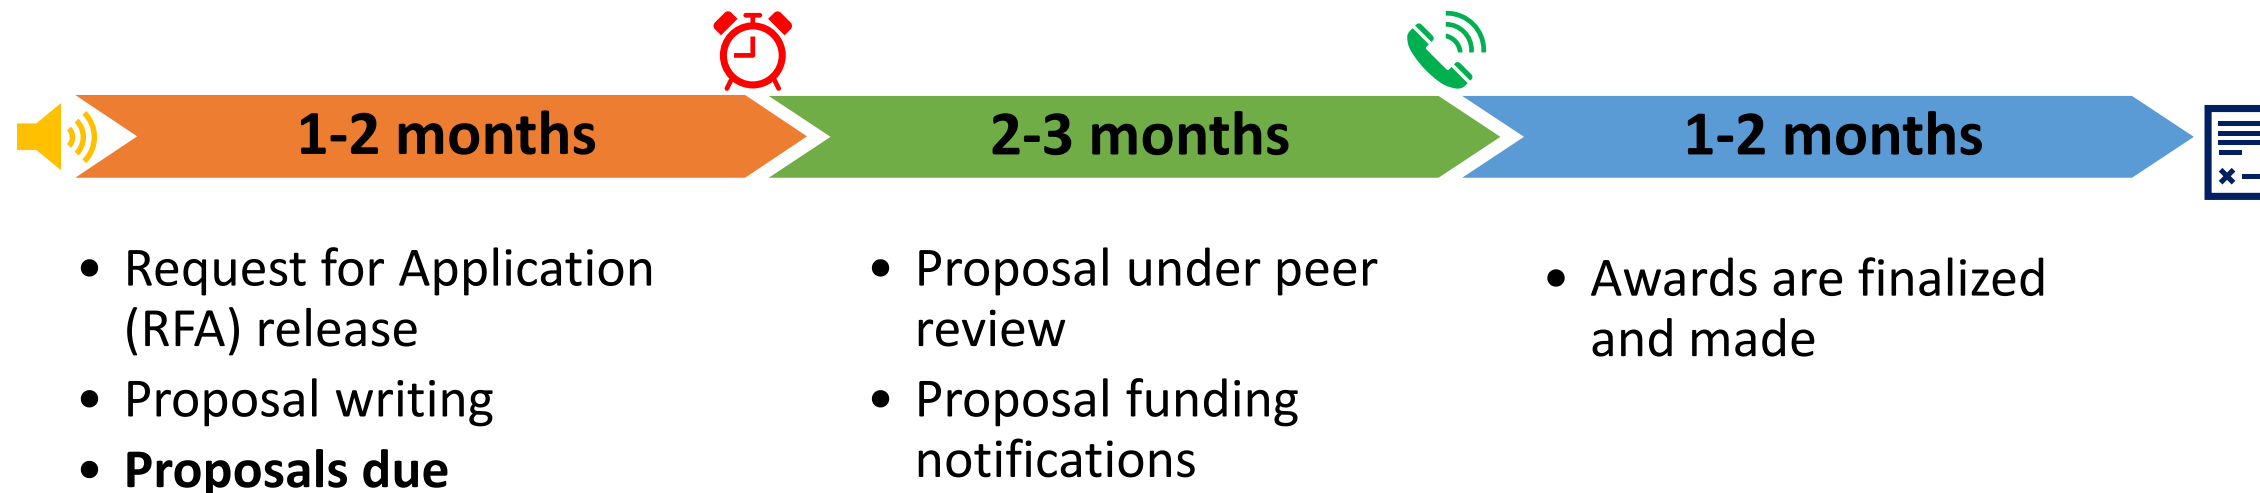 1-2 months
2-3 months
1-2 months
• Request for Application
(RFA) release
• Proposal writing
• Proposals due
• Proposal under peer
review
• Proposal funding
notifications
• Awards are finalized
and made